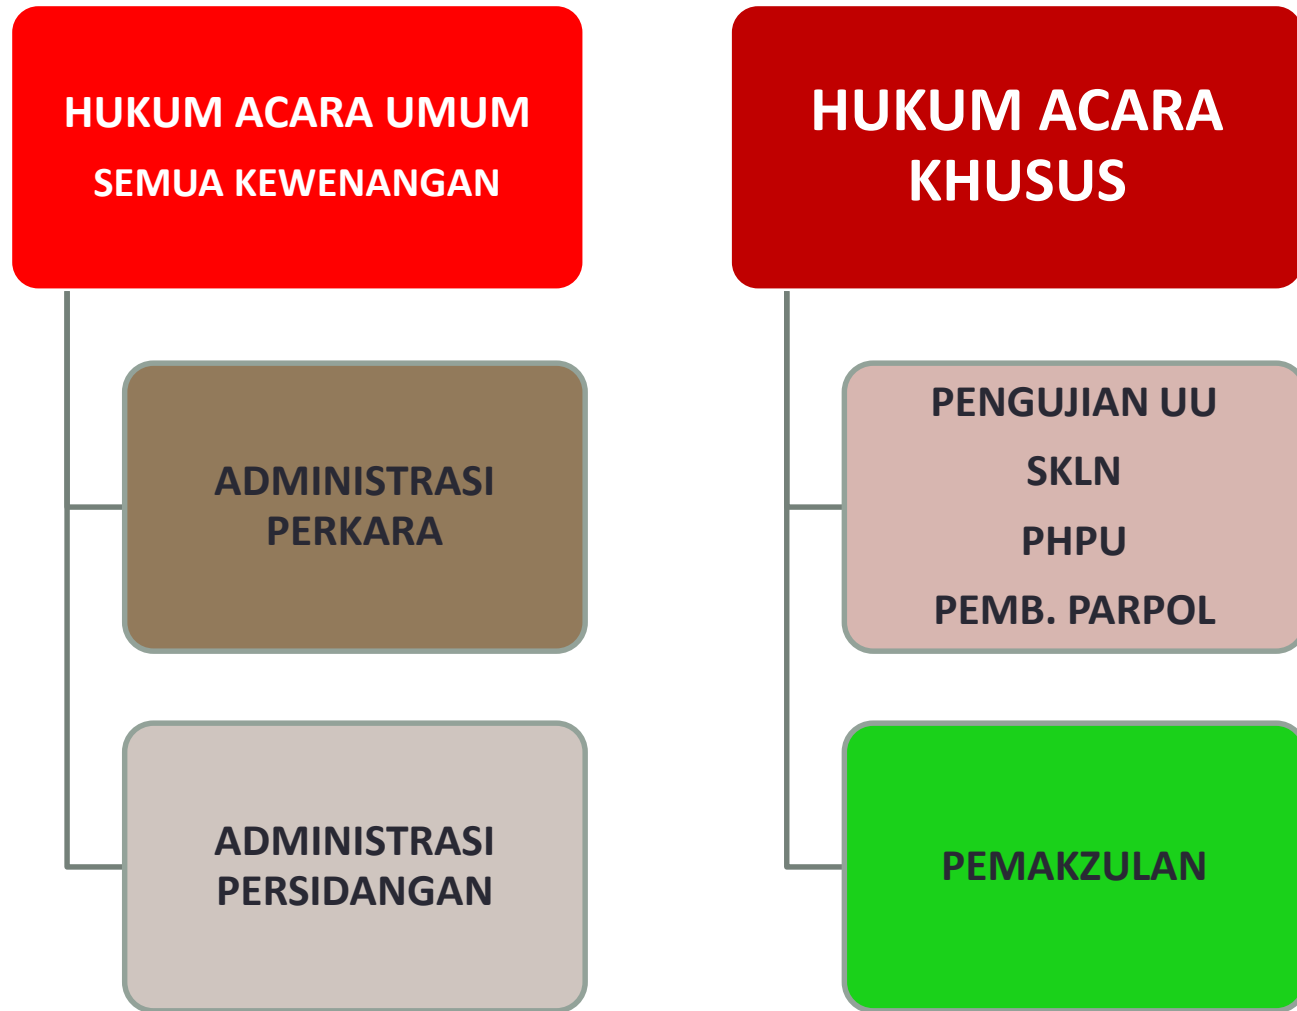 HUKUM ACARA UMUM
SEMUA KEWENANGAN
ADMINISTRASI
PERKARA
ADMINISTRASI
PERSIDANGAN
HUKUM ACARA
KHUSUS
PENGUJIAN UU
SKLN
PHPU
PEMB. PARPOL
PEMAKZULAN